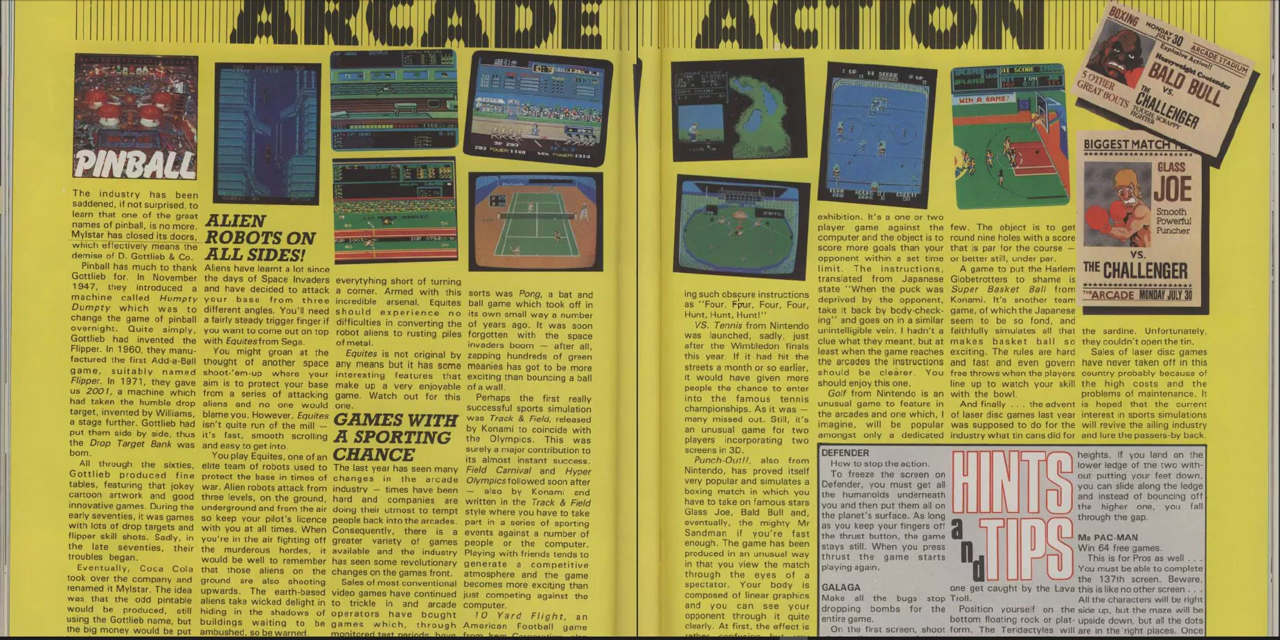 ARCADE ACTION
PINBALL
The industry has been
saddened, if not surprised, to
learn that one of the great
names of pinball, is no more.
Mylstar has closed its doors,
which effectively means the
demise of D. Gottlieb & Co.
Pinball has much to thank
Gottlieb for. In November
1947, they introduced a
machine called Humpty
Dumpty which was to
change the game of pinball
overnight. Quite simply,
Gottlieb had invented the
Flipper. In 1960, they manu-
factured the first Add-a-Ball
game, suitably named
Flipper. In 1971, they gave
us 2001, a machine which
had taken the humble drop
target, invented by Williams,
a stage further. Gottlieb had
put them side by side, thus
the Drop Target Bank was
born.
All through the sixties,
Gottlieb produced fine
tables, featuring that jokey
cartoon artwork and good
innovative games. During the
early seventies, it was games
with lots of drop targets and
flipper skill shots. Sadly, in
the late seventies, their
troubles began.
Eventually, Coca Cola
took over the company and
renamed it Mylstar. The idea
was that the odd pintable
would be produced, still
using the Gottlieb name, but
the big money would be put
ALIEN
ROBOTS ON
ALL SIDES!
Aliens have learnt a lot since
the days of Space Invaders
and have decided to attack
your base from three
different angles. You'll need
a fairly steady trigger finger if
you want to come out on top
with Equites from Sega.
You might groan at the
thought of another space
shoot-'em-up where your
aim is to protect your base
from a series of attacking
aliens and no one would
blame you. However, Equites
isn't quite run of the mill —
it's fast, smooth scrolling
and easy to get into.
You play Equites, one of an
elite team of robots used to
protect the base in times of
war. Alien robots attack from
three levels, on the ground,
underground and from the air
so keep your pilot's licence
with you at all times. When
you're in the air fighting off
the murderous hordes, it
would be well to remember
that those aliens on the
ground are also shooting
upwards. The earth-based
aliens take wicked delight in
hiding in the shadows of
buildings waiting to be
ambushed, so be warned.
everytyhing short of turning
a corner. Armed with this
incredible arsenal, Equites
should experience no
difficulties in converting the
robot aliens to rusting piles
of metal.
Equites is not original by
any means but it has some
interesting features that
make up a very enjoyable
game. Watch out for this
one.
GAMES WITH
A SPORTING
CHANCE
The last year has seen many
changes in the arcade
industry — times have been
hard and companies are
doing their utmost to tempt
people back into the arcades.
Consequently, there is a
greater variety of games
available and the industry
has seen some revolutionary
changes on the games front.
Sales of most conventional
video games have continued
to trickle in and arcade
operators have bought
games which, through
monitored test periods, have
sorts was Pong, a bat and
ball game which took off in
its own small way a number
of years ago. It was soon
forgotten with the space
invaders boom — after all,
zapping hundreds of green
meanies has got to be more
exciting than bouncing a ball
of a wall.
Perhaps the first really
successful sports simulation
was Track & Field, released
by Konami to coincide with
the Olympics. This was
surely a major contribution to
its almost instant success.
Field Carnival and Hyper
Olympics followed soon after
— also by Konami and
written in the Track & Field
style where you have to take
part in a series of sporting
events against a number of
people or the computer.
Playing with friends tends to
generate a competitive
atmosphere and the game
becomes more exciting than
just competing against the
computer.
10 Yard Flight, an
American Football game
ing such obscure instructions
as "Four, Four, Four, Four,
Hunt, Hunt, Hunt!"
VS. Tennis from Nintendo
was launched, sadly, just
after the Wimbledon finals
this year. If it had hit the
streets a month or so earlier,
it would have given more
people the chance to enter
into the famous tennis
championships. As it was —
many missed out. Still, it's
an unusual game for two
players incorporating two
screens in 3D.
Punch-Out!!, also from
Nintendo, has proved itself
very popular and simulates a
boxing match in which you
have to take on famous stars
Glass Joe, Bald Bull and,
eventually, the mighty Mr
Sandman if you're fast
enough. The game has been
produced in an unusual way
in that you view the match
through the eyes of a
spectator. Your body is
composed of linear graphics
and you can see your
opponent through it quite
clearly. At first, the effect is
exhibition. It's a one or two
player game against the
computer and the object is to
score more goals than your
opponent within a set time
limit. The instructions,
translated from Japanese
state "When the puck was
deprived by the opponent,
take it back by body-check-
ing" and goes on in a similar
unintelligible vein. I hadn't a
clue what they meant, but at
least when the game reaches
the arcades the instructions
should be clearer. You
should enjoy this one.
Golf from Nintendo is an
unusual game to feature in
the arcades and one which, I
imagine, will be popular
amongst only a dedicated
few. The object is to get
round nine holes with a score
that is par for the course —
or better still, under par.
A game to put the Harlem
Globetrotters to shame is
Super Basket Ball from
Konami. It's another team
game, of which the Japanese
seem to be so fond, and
faithfully simulates all that
makes basket ball so
exciting. The rules are hard
and fast and even govern
free throws when the players
line up to watch your skill
with the bowl.
And finally . . . the advent
of laser disc games last year
was supposed to do for the
industry what tin cans did for
BOXING MONDAY JULY 30 ARCADE STADIUM
Explosive Action!!
Heavyweight Contender
BALD BULL
VS.
THE CHALLENGER
TOUGH, SCRAPPY FIGHTER
5 OTHER
GREAT BOUTS
BIGGEST MATCH
GLASS
JOE
Smooth
Powerful
Puncher
VS.
THE CHALLENGER
THE ARCADE MONDAY JULY 30
WIN A GAME!
HI SCORE
the sardine. Unfortunately,
they couldn't open the tin.
Sales of laser disc games
have never taken off in this
country probably because of
the high costs and the
problems of maintenance. It
is hoped that the current
interest in sports simulations
will revive the ailing industry
and lure the passers-by back.
HINTS
and
TIPS
DEFENDER
How to stop the action.
To freeze the screen on
Defender, you must get all
the humanoids underneath
you and then put them all on
the planet's surface. As long
as you keep your fingers off
the thrust button, the game
stays still. When you press
thrust the game starts
playing again.
GALAGA
Make all the bugs stop
dropping bombs for the
entire game.
On the first screen, shoot
one get caught by the Lava
Troll.
Position yourself on the
bottom floating rock or plat-
form. The Teridactyles will
heights. If you land on the
lower ledge of the two with-
out putting your feet down,
you can slide along the ledge
and instead of bouncing off
the higher one, you fall
through the gap.
Ms PAC-MAN
Win 64 free games.
This is for Pros as well . . .
You must be able to complete
the 137th screen. Beware,
this is like no other screen . . .
All the characters will be right
side up, but the maze will be
upside down, but all the dots
are in the right places. Once